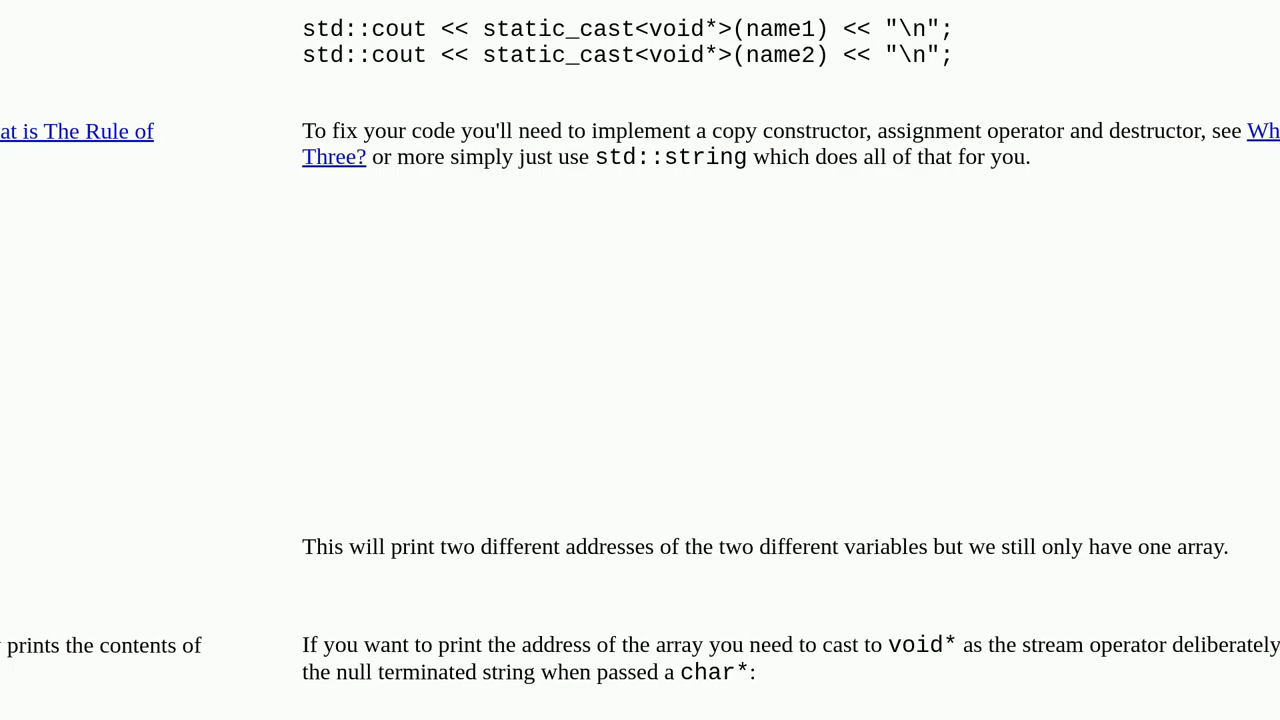 std::cout << static_cast<void*>(name1) << "\n";
std::cout << static_cast<void*>(name2) << "\n";
To fix your code you'll need to implement a copy constructor, assignment operator and destructor, see Wh
at is The Rule of
Three? or more simply just use std::string which does all of that for you.
This will print two different addresses of the two different variables but we still only have one array.
If you want to print the address of the array you need to cast to void* as the stream operator deliberately
prints the contents of
the null terminated string when passed a char*: